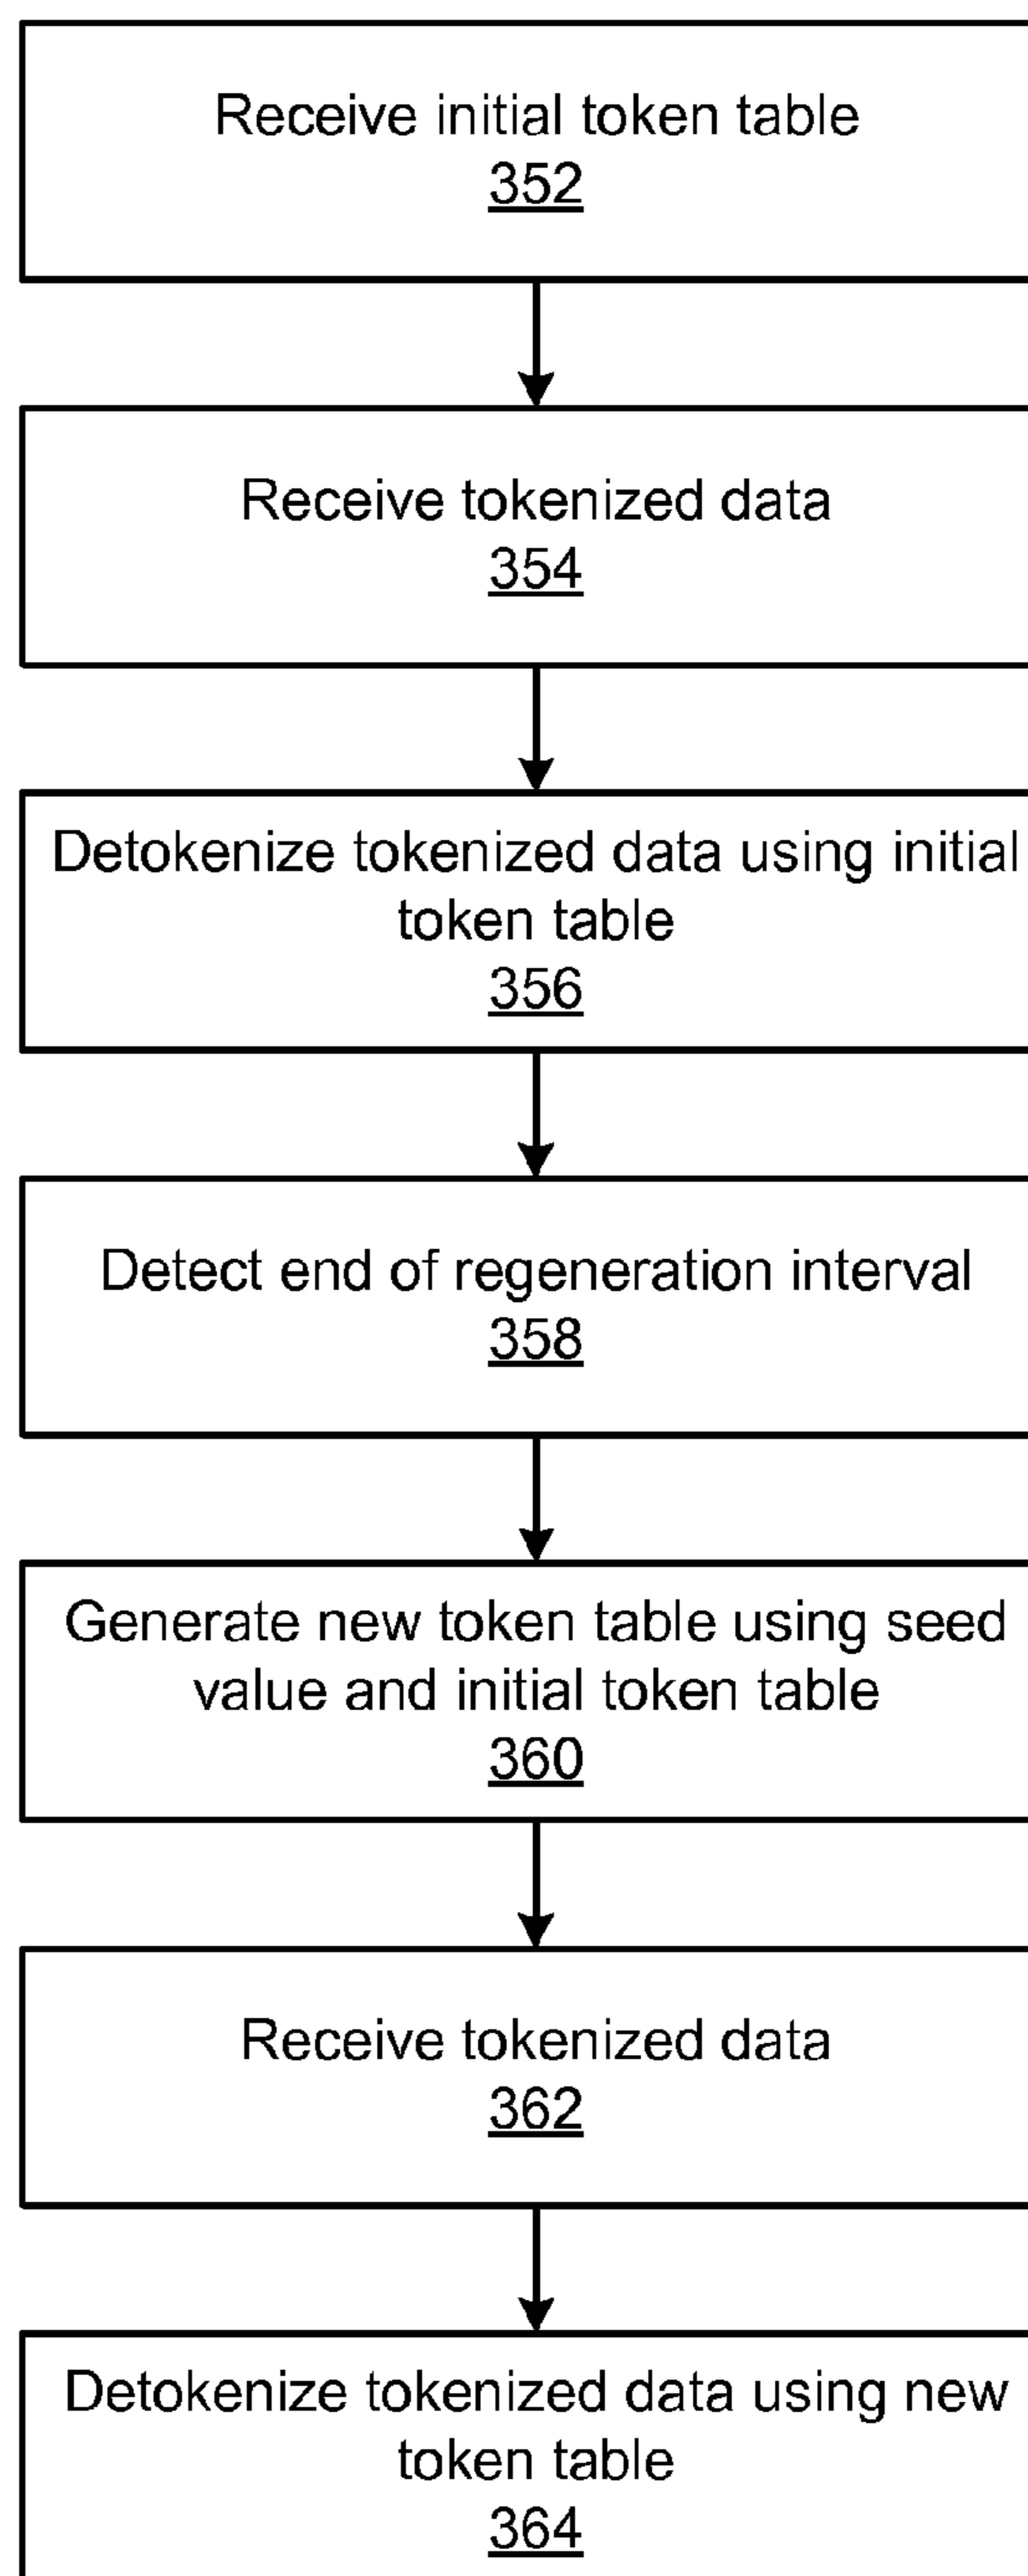 Receive initial token table
352
Receive tokenized data
354
Detokenize tokenized data using initial
token table
356
Detect end of regeneration interval
358
Generate new token table using seed
value and initial token table
360
Receive tokenized data
362
Detokenize tokenized data using new
token table
364